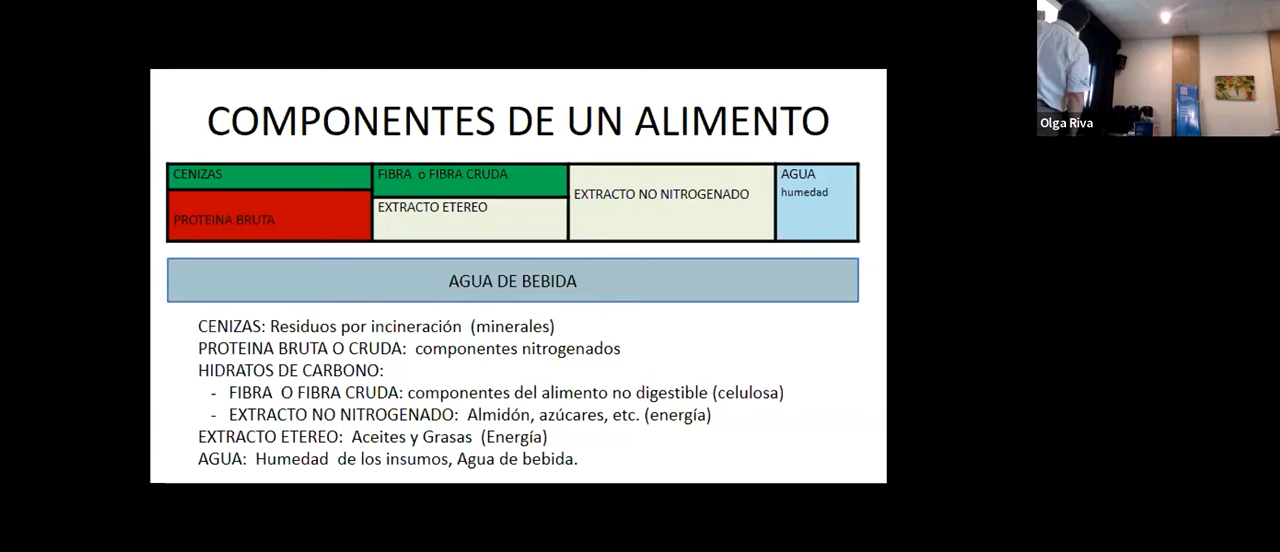 COMPONENTES DE UN ALIMENTO
CENIZAS
PROTEINA BRUTA
FIBRA o FIBRA CRUDA
EXTRACTO ETEREO
EXTRACTO NO NITROGENADO
AGUA
humedad
AGUA DE BEBIDA
CENIZAS: Residuos por incineración (minerales)
PROTEINA BRUTA O CRUDA: componentes nitrogenados
HIDRATOS DE CARBONO:
- FIBRA O FIBRA CRUDA: componentes del alimento no digestible (celulosa)
- EXTRACTO NO NITROGENADO: Almidón, azúcares, etc. (energía)
EXTRACTO ETEREO: Aceites y Grasas (Energía)
AGUA: Humedad de los insumos, Agua de bebida.
Olga Riva